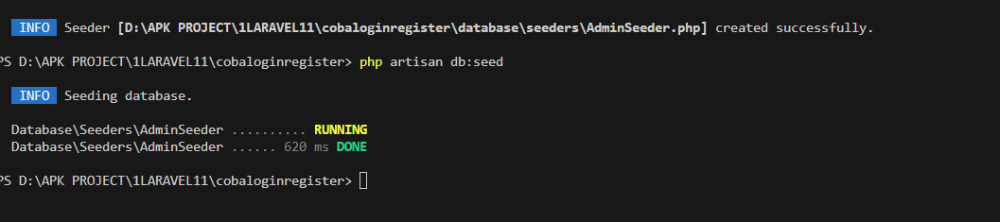 INFO Seeder [D:\APK PROJECT\1LARAVEL11\cobaloginregister\database\seeders\AdminSeeder.php] created successfully.
PS D:\APK PROJECT\1LARAVEL11\cobaloginregister> php artisan db:seed
INFO Seeding database.
Database\Seeders\AdminSeeder .......... RUNNING
Database\Seeders\AdminSeeder ...... 620 ms DONE
PS D:\APK PROJECT\1LARAVEL11\cobaloginregister>